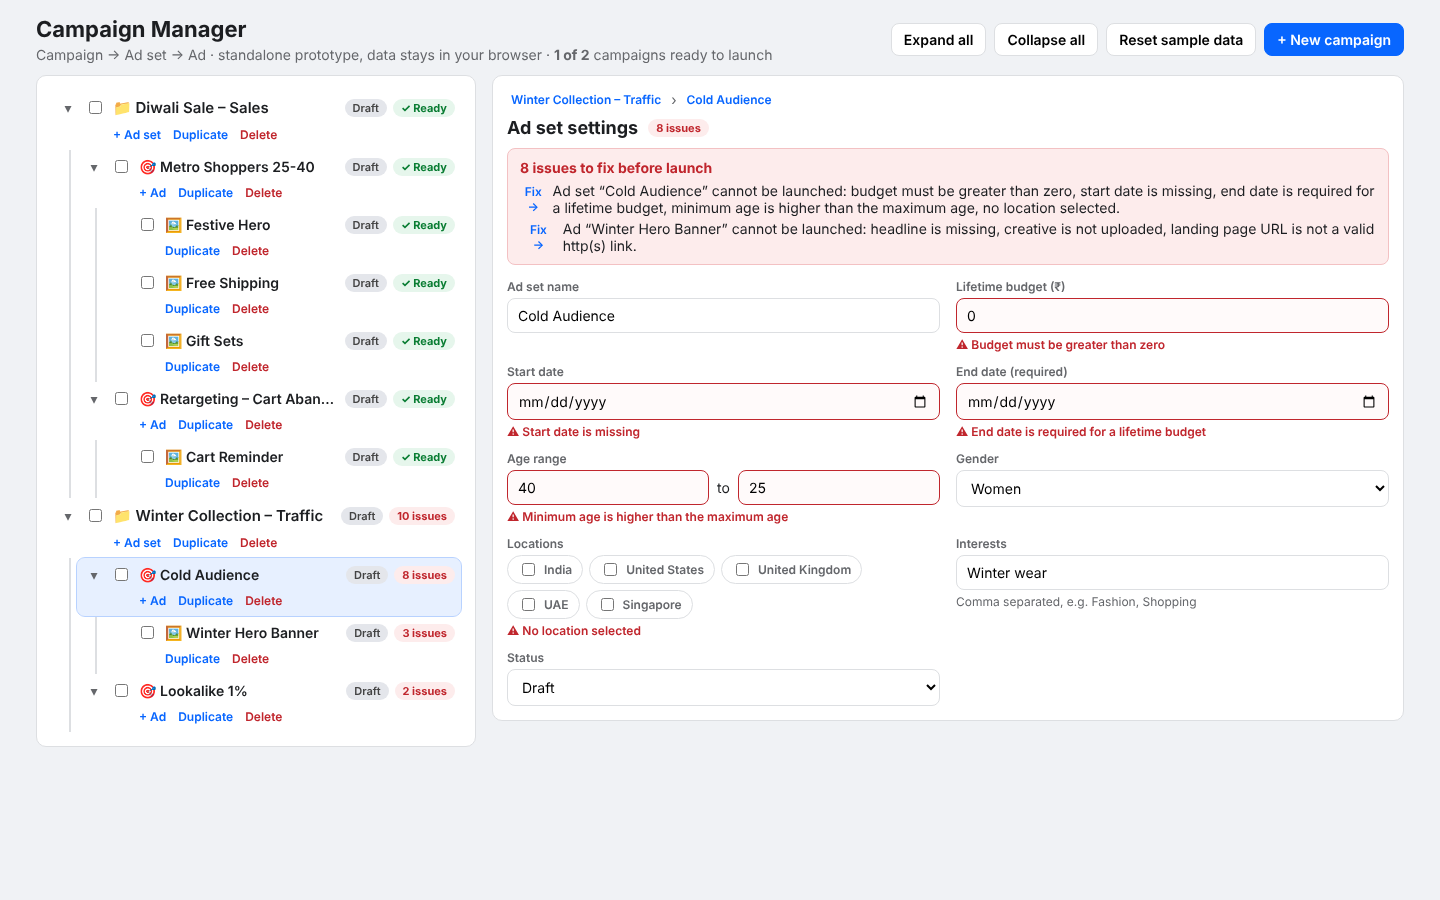 Campaign Manager
Campaign → Ad set → Ad · standalone prototype, data stays in your browser · 1 of 2 campaigns ready to launch
Expand all
Collapse all
Reset sample data
+ New campaign
▼ 📁 Diwali Sale – Sales Draft ✓ Ready
+ Ad set Duplicate Delete
▼ 🎯 Metro Shoppers 25-40 Draft ✓ Ready
+ Ad Duplicate Delete
🖼️ Festive Hero Draft ✓ Ready
Duplicate Delete
🖼️ Free Shipping Draft ✓ Ready
Duplicate Delete
🖼️ Gift Sets Draft ✓ Ready
Duplicate Delete
▼ 🎯 Retargeting – Cart Aban... Draft ✓ Ready
+ Ad Duplicate Delete
🖼️ Cart Reminder Draft ✓ Ready
Duplicate Delete
▼ 📁 Winter Collection – Traffic Draft 10 issues
+ Ad set Duplicate Delete
▼ 🎯 Cold Audience Draft 8 issues
+ Ad Duplicate Delete
🖼️ Winter Hero Banner Draft 3 issues
Duplicate Delete
▼ 🎯 Lookalike 1% Draft 2 issues
+ Ad Duplicate Delete
Winter Collection – Traffic › Cold Audience
Ad set settings 8 issues
8 issues to fix before launch
Fix → Ad set “Cold Audience” cannot be launched: budget must be greater than zero, start date is missing, end date is required for
a lifetime budget, minimum age is higher than the maximum age, no location selected.
Fix → Ad “Winter Hero Banner” cannot be launched: headline is missing, creative is not uploaded, landing page URL is not a valid
http(s) link.
Ad set name
Cold Audience
Lifetime budget (₹)
0
⚠ Budget must be greater than zero
Start date
mm/dd/yyyy
⚠ Start date is missing
End date (required)
mm/dd/yyyy
⚠ End date is required for a lifetime budget
Age range
40 to 25
⚠ Minimum age is higher than the maximum age
Gender
Women
Locations
India United States United Kingdom
UAE Singapore
⚠ No location selected
Interests
Winter wear
Comma separated, e.g. Fashion, Shopping
Status
Draft